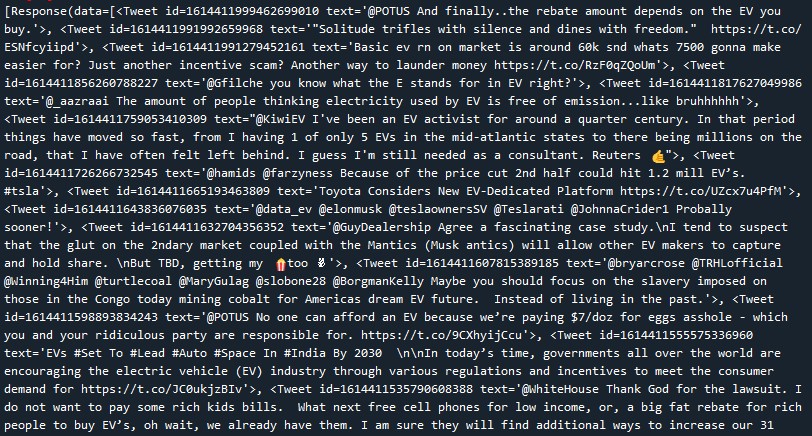 [Response(data=[<Tweet id=1614411999462699010 text='@POTUS And finally..the rebate amount depends on the EV you
buy.'>, <Tweet id=1614411991992659968 text='"Solitude trifles with silence and dines with freedom."  https://t.co/
ESNfcyiipd'>, <Tweet id=1614411991279452161 text='Basic ev rn on market is around 60k snd whats 7500 gonna make
easier for? Just another incentive scam? Another way to launder money https://t.co/RzF0qZQoUm'>, <Tweet
id=1614411856260788227 text='@Gfilche you know what the E stands for in EV right?'>, <Tweet id=1614411817627049986
text='@_aazraai The amount of people thinking electricity used by EV is free of emission...like bruhhhhhh'>,
<Tweet id=1614411759053410309 text="@KiwiEV I've been an EV activist for around a quarter century. In that period
things have moved so fast, from I having 1 of only 5 EVs in the mid-atlantic states to there being millions on the
road, that I have often felt left behind. I guess I'm still needed as a consultant. Reuters 🤙">, <Tweet
id=1614411726266732545 text='@hamids @farzyness Because of the price cut 2nd half could hit 1.2 mill EV’s.
#tsla'>, <Tweet id=1614411665193463809 text='Toyota Considers New EV-Dedicated Platform https://t.co/UZcx7u4PfM'>,
<Tweet id=1614411643836076035 text='@data_ev @elonmusk @teslaownersSV @Teslarati @JohnnaCrider1 Probally
sooner!'>, <Tweet id=1614411632704356352 text='@GuyDealership Agree a fascinating case study.\nI tend to suspect
that the glut on the 2ndary market coupled with the Mantics (Musk antics) will allow other EV makers to capture
and hold share. \nBut TBD, getting my 🍿too'>, <Tweet id=1614411607815389185 text='@bryarcrose @TRHLofficial
@Winning4Him @turtlecoal @MaryGulag @slobone28 @BorgmanKelly Maybe you should focus on the slavery imposed on
those in the Congo today mining cobalt for Americas dream EV future.  Instead of living in the past.'>, <Tweet
id=1614411598893834243 text='@POTUS No one can afford an EV because we’re paying $7/doz for eggs asshole - which
you and your ridiculous party are responsible for. https://t.co/9CXhyijCcu'>, <Tweet id=1614411555575336960
text='EVs #Set To #Lead #Auto #Space In #India By 2030  \n\nIn today’s time, governments all over the world are
encouraging the electric vehicle (EV) industry through various regulations and incentives to meet the consumer
demand for https://t.co/JC0ukjzBIv'>, <Tweet id=1614411535790608388 text='@WhiteHouse Thank God for the lawsuit. I
do not want to pay some rich kids bills.  What next free cell phones for low income, or, a big fat rebate for rich
people to buy EV’s, oh wait, we already have them. I am sure they will find additional ways to increase our 31